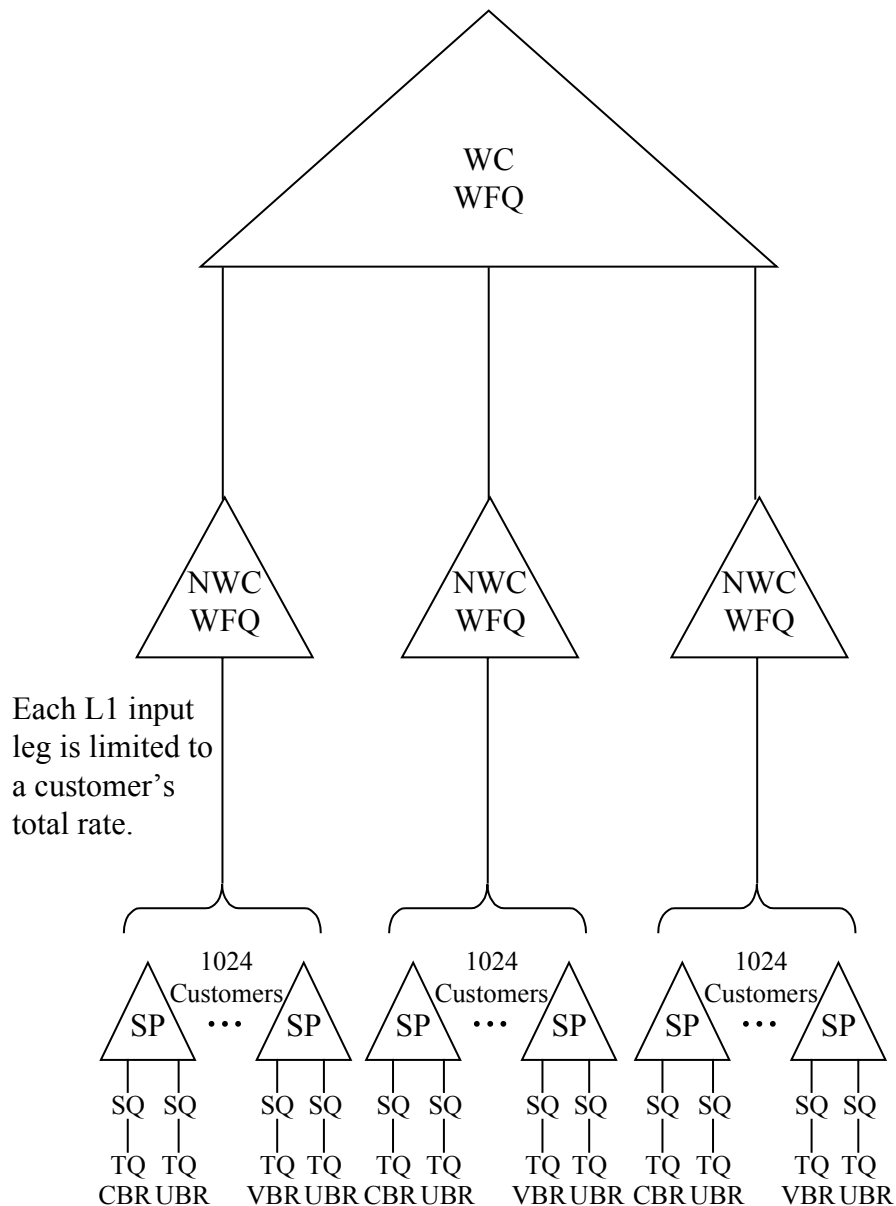 WC
WFQ
NWC
WFQ
NWC
WFQ
NWC
WFQ
Each L1 input
leg is limited to
a customer’s
total rate.
1024
Customers
1024
Customers
1024
Customers
SP ••• SP SP ••• SP SP ••• SP
SQ SQ SQ SQ SQ SQ SQ SQ SQ SQ SQ SQ
TQ TQ TQ TQ TQ TQ TQ TQ TQ TQ TQ TQ
CBR UBR VBR UBR CBR UBR VBR UBR CBR UBR VBR UBR